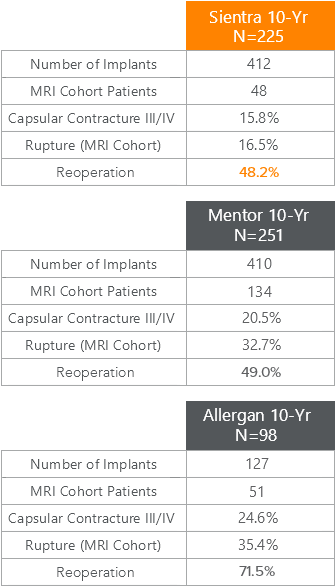 Sientra 10-Yr
N=225
Number of Implants 412
MRI Cohort Patients 48
Capsular Contracture III/IV 15.8%
Rupture (MRI Cohort) 16.5%
Reoperation 48.2%
Mentor 10-Yr
N=251
Number of Implants 410
MRI Cohort Patients 134
Capsular Contracture III/IV 20.5%
Rupture (MRI Cohort) 32.7%
Reoperation 49.0%
Allergan 10-Yr
N=98
Number of Implants 127
MRI Cohort Patients 51
Capsular Contracture III/IV 24.6%
Rupture (MRI Cohort) 35.4%
Reoperation 71.5%